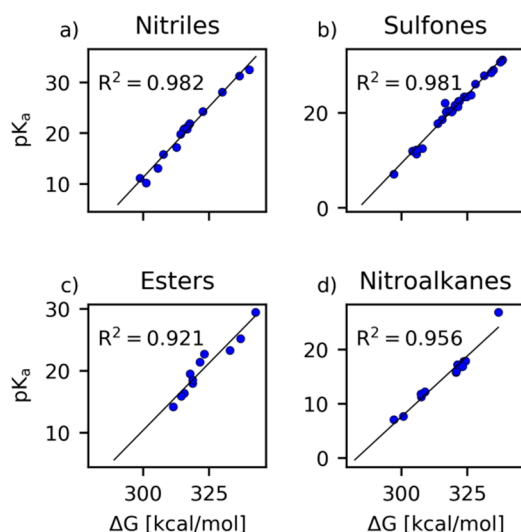 a) Nitriles
b) Sulfones
R² = 0.982
R² = 0.981
pKₐ
30
20
10
20
0
300
325
300
325
c) Esters
d) Nitroalkanes
R² = 0.921
R² = 0.956
pKₐ
30
20
10
20
10
0
300
325
300
325
ΔG [kcal/mol]
ΔG [kcal/mol]